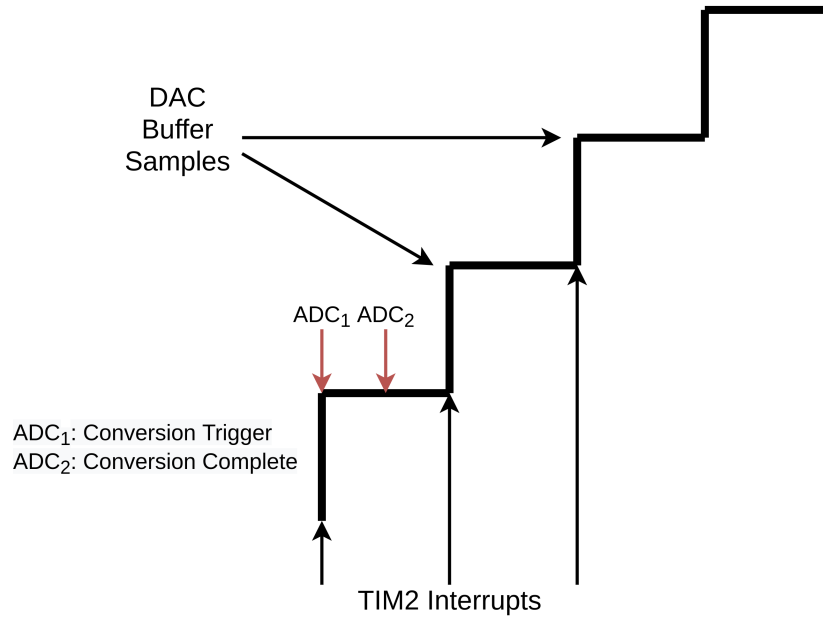 DAC
Buffer
Samples
ADC₁ ADC₂
ADC₁: Conversion Trigger
ADC₂: Conversion Complete
TIM2 Interrupts